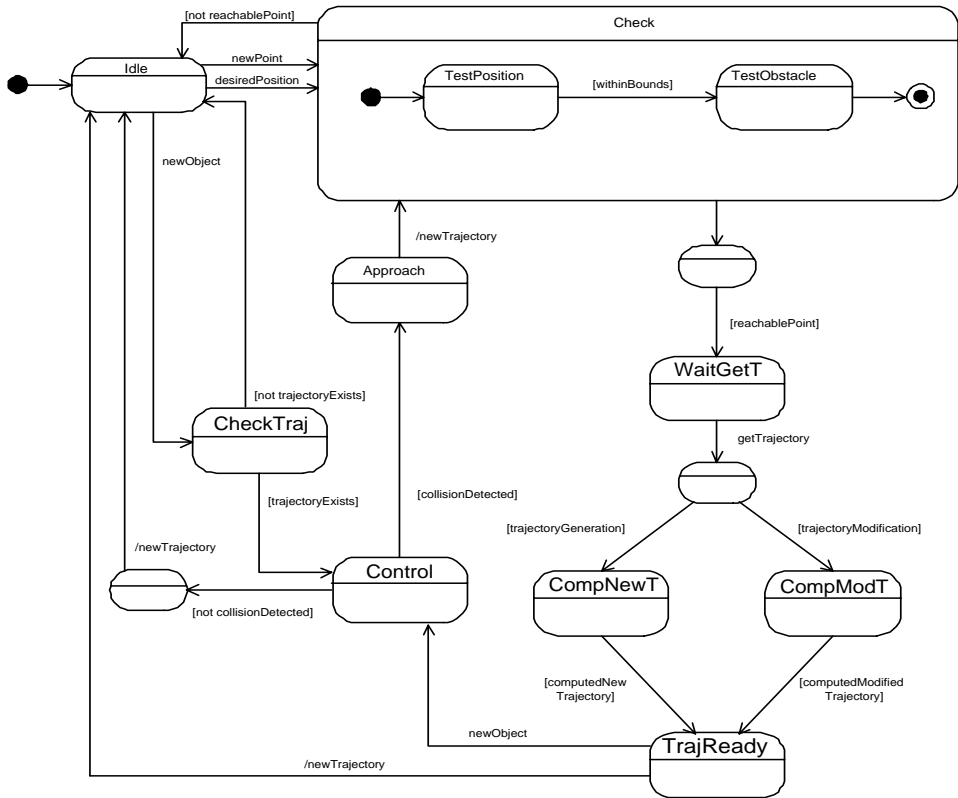 [not reachablePoint]
Check
Idle
newPoint
desiredPosition
TestPosition
[withinBounds]
TestObstacle
newObject
/newTrajectory
Approach
[reachablePoint]
WaitGetT
[not trajectoryExists]
CheckTraj
getTrajectory
[trajectoryExists]
[collisionDetected]
[trajectoryGeneration]
[trajectoryModification]
/newTrajectory
Control
CompNewT
CompModT
[not collisionDetected]
[computedNew
Trajectory]
[computedModified
Trajectory]
newObject
TrajReady
/newTrajectory